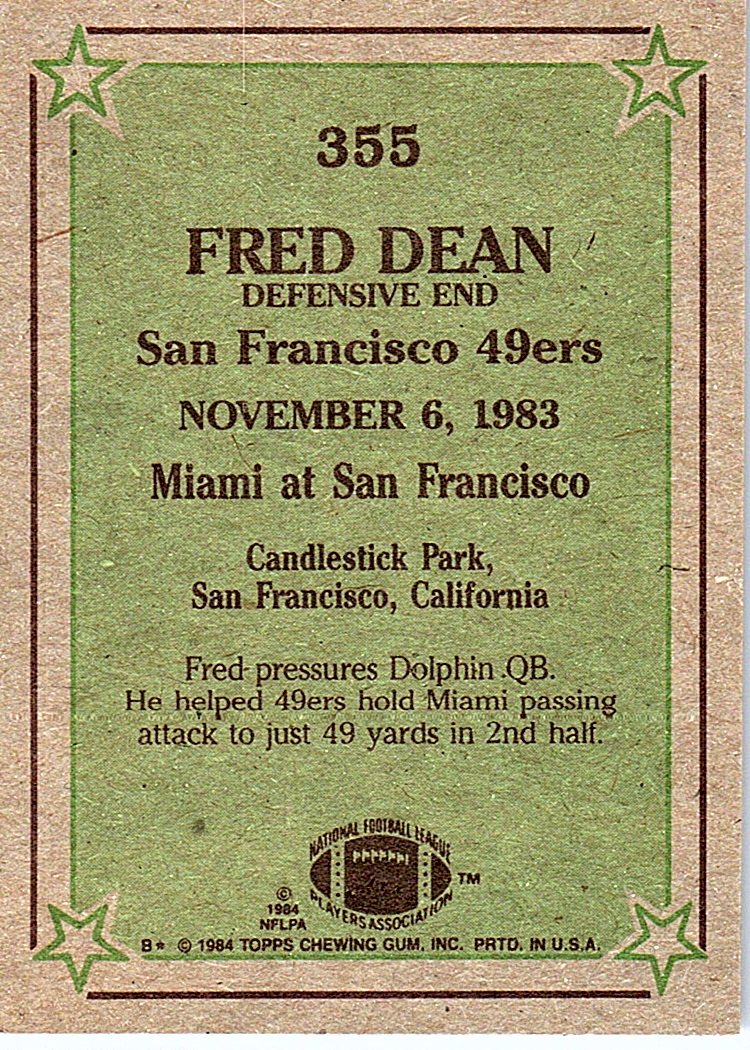 355
FRED DEAN
DEFENSIVE END
San Francisco 49ers
NOVEMBER 6, 1983
Miami at San Francisco
Candlestick Park,
San Francisco, California
Fred pressures Dolphin QB.
He helped 49ers hold Miami passing
attack to just 49 yards in 2nd half.
NATIONAL FOOTBALL LEAGUE
PLAYERS ASSOCIATION
TM
©
1984
NFLPA
B* © 1984 TOPPS CHEWING GUM, INC. PRTD. IN U.S.A.